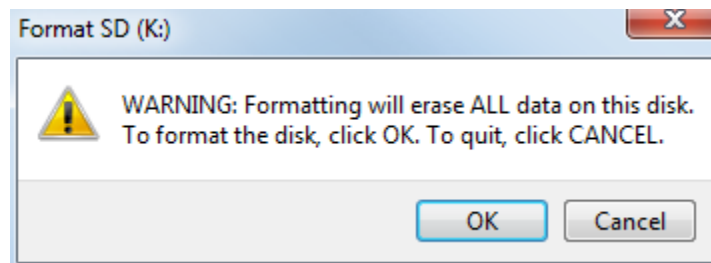 Format SD (K:)
WARNING: Formatting will erase ALL data on this disk.
To format the disk, click OK. To quit, click CANCEL.
OK
Cancel